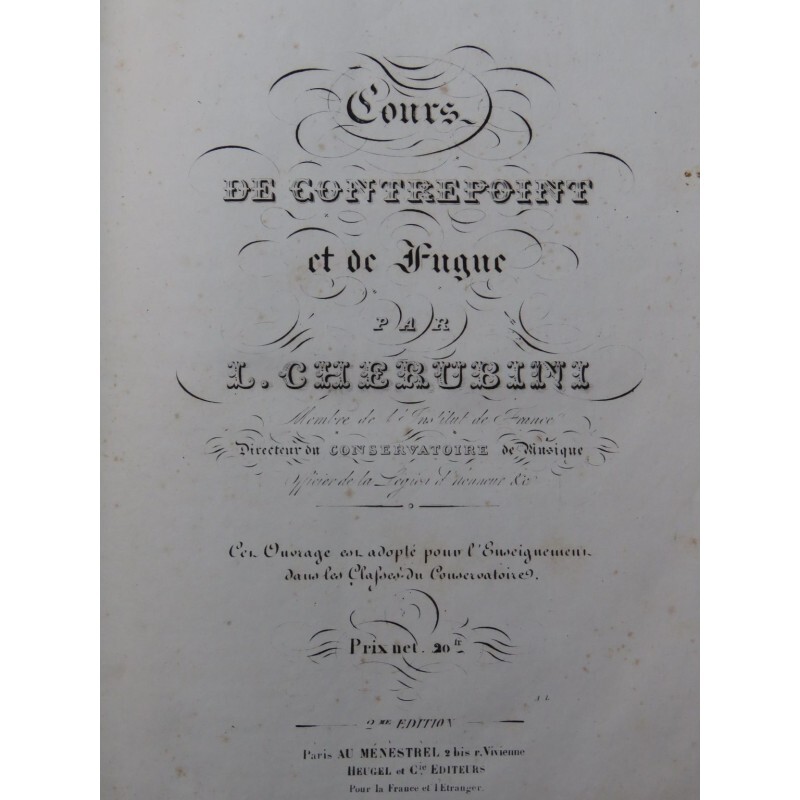 Cours
DE CONTREPOINT
et de Fugue
PAR
L. CHERUBINI
Membre de l'Institut de France
Directeur du CONSERVATOIRE de Musique
Officier de la Légion d'honneur &c.
Cet Ouvrage est adopté pour l'Enseignement
dans les Classes du Conservatoire.
Prix net. 20 fr.
2ME EDITION
Paris AU MÉNESTREL 2 bis r. Vivienne
HEUGEL et Cie EDITEURS
Pour la France et l'Etranger.